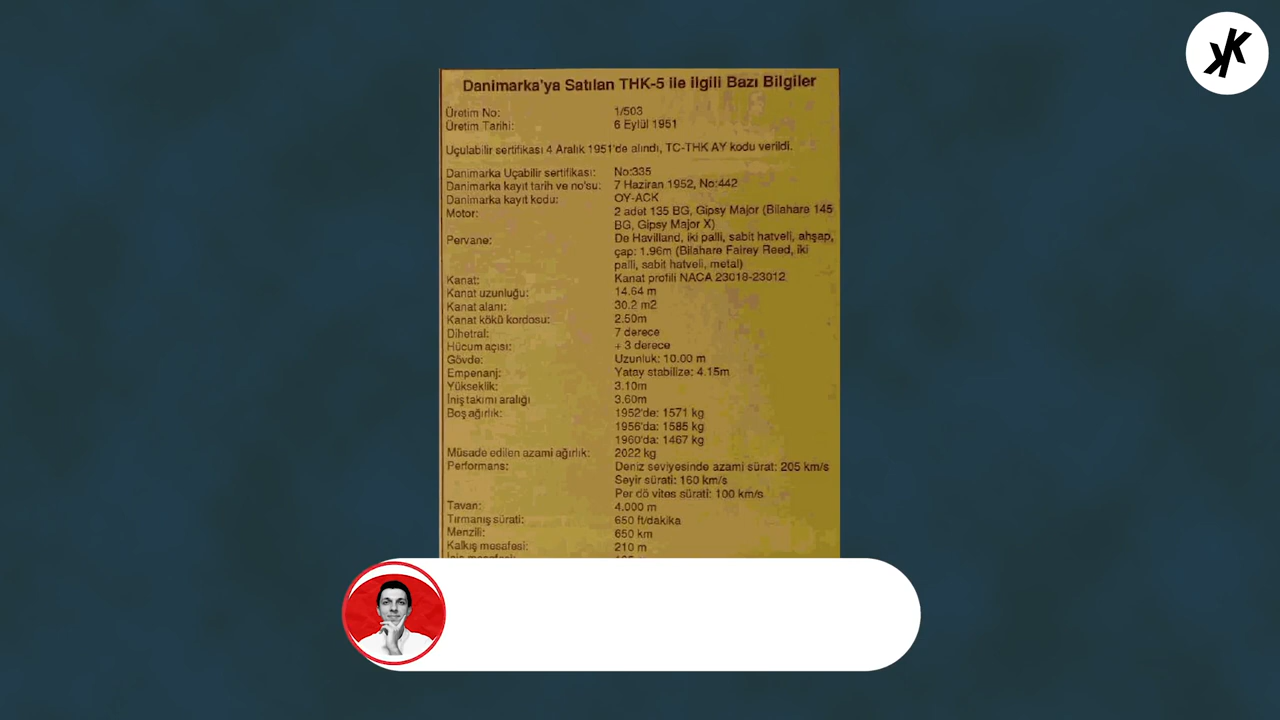 Danimarka'ya Satılan THK-5 ile ilgili Bazı Bilgiler
Üretim No: 1/503
Üretim Tarihi: 6 Eylül 1951
Uçulabilir sertifikası 4 Aralık 1951'de alındı, TC-THK AY kodu verildi.
Danimarka Uçabilir sertifikası: No:335
Danimarka kayıt tarih ve no'su: 7 Haziran 1952, No:442
Danimarka kayıt kodu: OY-ACK
Motor: 2 adet 135 BG, Gipsy Major (Bilahare 145
BG, Gipsy Major X)
Pervane: De Havilland, iki palli, sabit hatveli, ahşap,
çap: 1.96m (Bilahare Fairey Reed, iki
palli, sabit hatveli, metal)
Kanat: Kanat profili NACA 23018-23012
Kanat uzunluğu: 14.64 m
Kanat alanı: 30.2 m2
Kanat kökü kordosu: 2.50m
Dihetral: 7 derece
Hücum açısı: + 3 derece
Gövde: Uzunluk: 10.00 m
Empenanj: Yatay stabilize: 4.15m
Yükseklik: 3.10m
İniş takımı aralığı 3.60m
Boş ağırlık: 1952'de: 1571 kg
1956'da: 1585 kg
1960'da: 1467 kg
Müsade edilen azami ağırlık: 2022 kg
Performans: Deniz seviyesinde azami sürat: 205 km/s
Seyir sürati: 160 km/s
Per dö vites sürati: 100 km/s
Tavan: 4.000 m
Tırmanış sürati: 650 ft/dakika
Menzili: 650 km
Kalkış mesafesi: 210 m